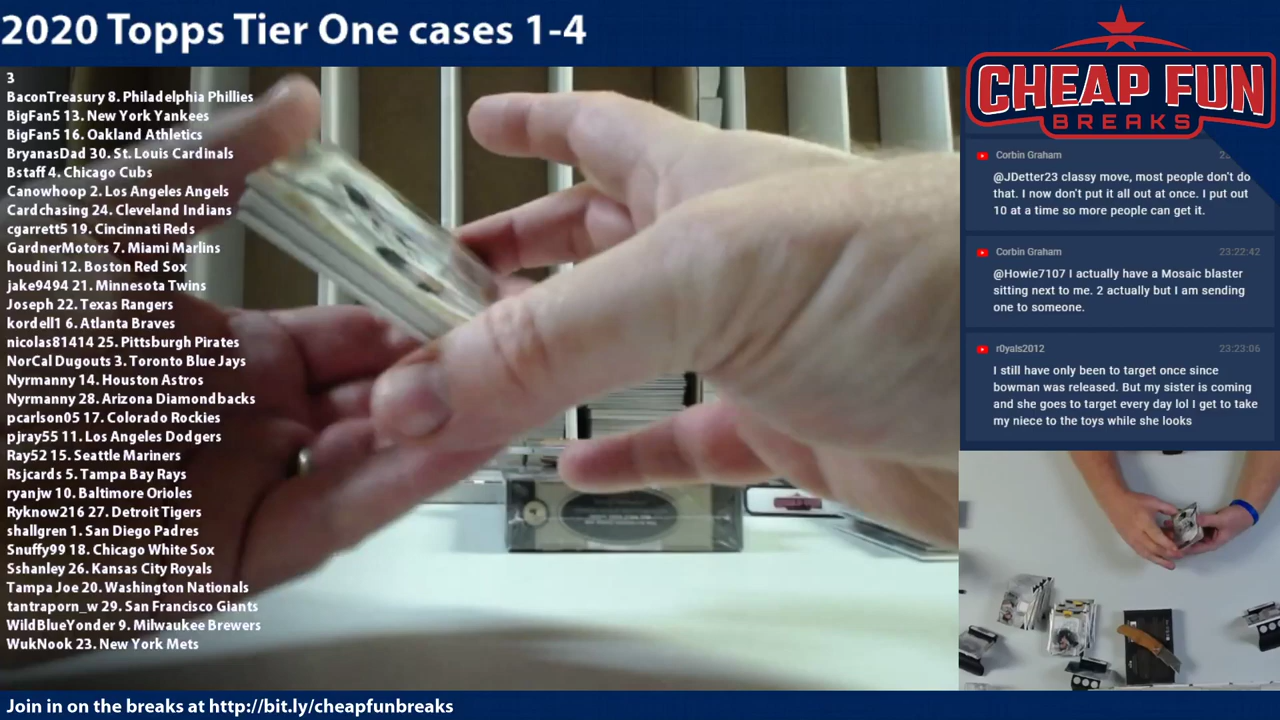 2020 Topps Tier One cases 1-4
3
BaconTreasury 8. Philadelphia Phillies
BigFan5 13. New York Yankees
BigFan5 16. Oakland Athletics
BryanasDad 30. St. Louis Cardinals
Bstaff 4. Chicago Cubs
Canowhoop 2. Los Angeles Angels
Cardchasing 24. Cleveland Indians
cgarrett5 19. Cincinnati Reds
GardnerMotors 7. Miami Marlins
houdini 12. Boston Red Sox
jake9494 21. Minnesota Twins
Joseph 22. Texas Rangers
kordell1 6. Atlanta Braves
nicolas81414 25. Pittsburgh Pirates
NorCal Dugouts 3. Toronto Blue Jays
Nyrmanny 14. Houston Astros
Nyrmanny 28. Arizona Diamondbacks
pcarlson05 17. Colorado Rockies
pjray55 11. Los Angeles Dodgers
Ray52 15. Seattle Mariners
Rsjcards 5. Tampa Bay Rays
ryanjw 10. Baltimore Orioles
Ryknow216 27. Detroit Tigers
shallgren 1. San Diego Padres
Snuffy99 18. Chicago White Sox
Sshanley 26. Kansas City Royals
Tampa Joe 20. Washington Nationals
tantraporn_w 29. San Francisco Giants
WildBlueYonder 9. Milwaukee Brewers
WukNook 23. New York Mets
CHEAP FUN
BREAKS
Corbin Graham
@JDetter23 classy move, most people don't do
that. I now don't put it all out at once. I put out
10 at a time so more people can get it.
Corbin Graham 23:22:42
@Howie7107 I actually have a Mosaic blaster
sitting next to me. 2 actually but I am sending
one to someone.
r0yals2012 23:23:06
I still have only been to target once since
bowman was released. But my sister is coming
and she goes to target every day lol I get to take
my niece to the toys while she looks
Join in on the breaks at http://bit.ly/cheapfunbreaks